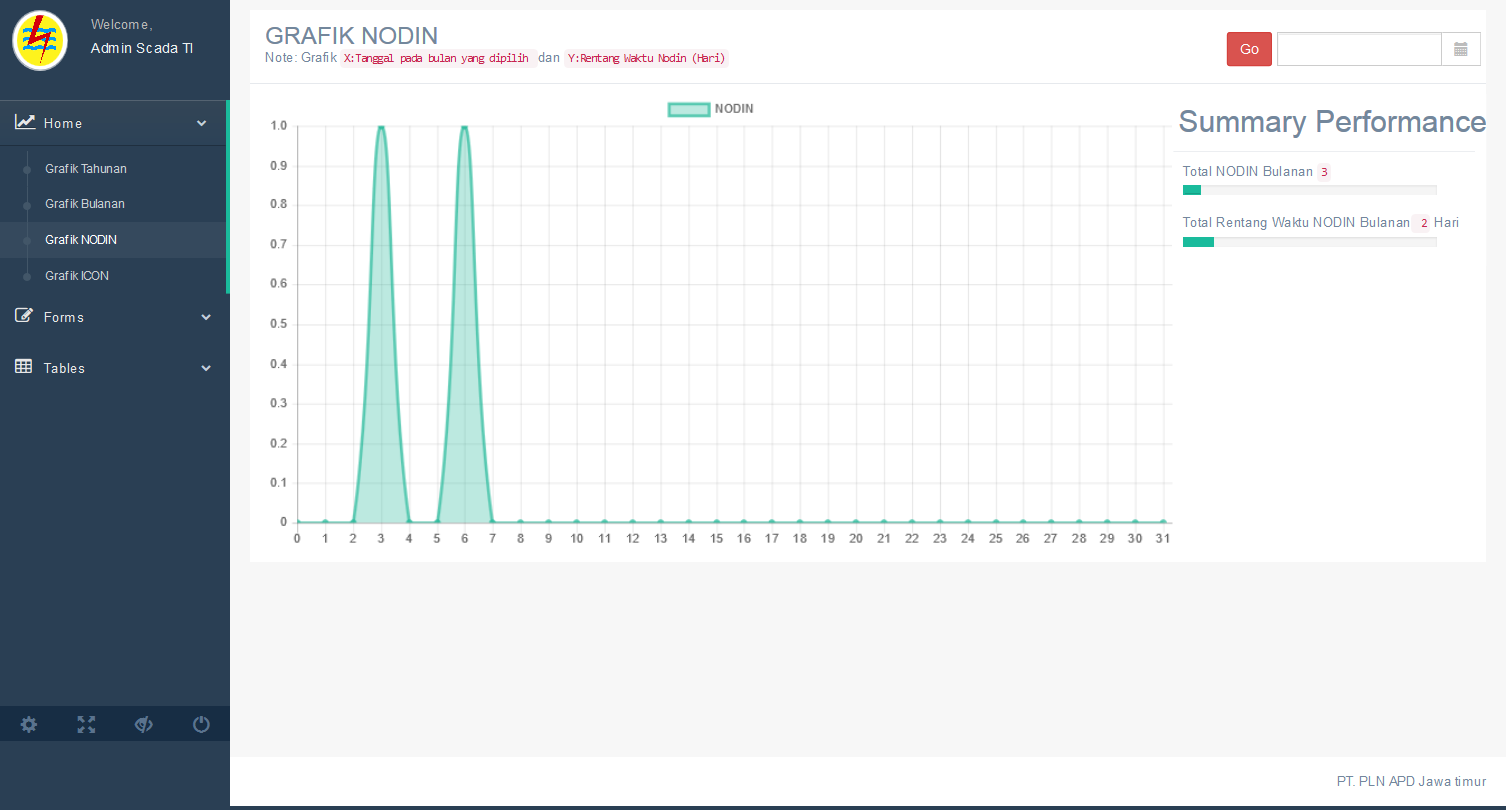 Welcome,
Admin Scada TI
Home
Grafik Tahunan
Grafik Bulanan
Grafik NODIN
Grafik ICON
Forms
Tables
GRAFIK NODIN
Note: Grafik X:Tanggal pada bulan yang dipilih dan Y:Rentang Waktu Nodin (Hari)
Go
NODIN
1.0
0.9
0.8
0.7
0.6
0.5
0.4
0.3
0.2
0.1
0
0 1 2 3 4 5 6 7 8 9 10 11 12 13 14 15 16 17 18 19 20 21 22 23 24 25 26 27 28 29 30 31
Summary Performance
Total NODIN Bulanan 3
Total Rentang Waktu NODIN Bulanan 2 Hari
PT. PLN APD Jawa timur